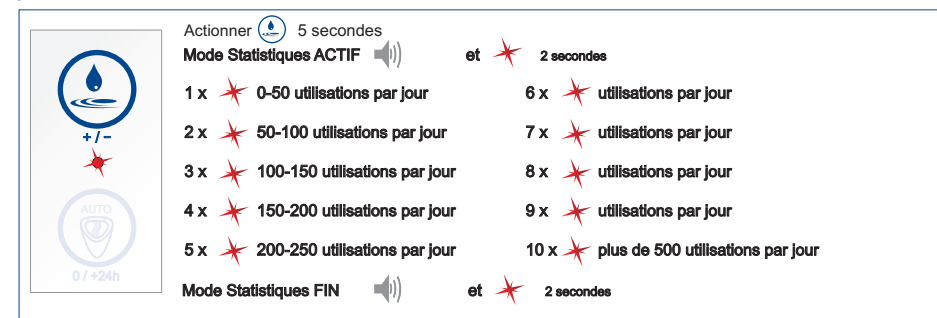 Actionner 5 secondes
Mode Statistiques ACTIF et 2 secondes
+ / –
AUTO
0 / +24h
1 x 0-50 utilisations par jour
2 x 50-100 utilisations par jour
3 x 100-150 utilisations par jour
4 x 150-200 utilisations par jour
5 x 200-250 utilisations par jour
6 x utilisations par jour
7 x utilisations par jour
8 x utilisations par jour
9 x utilisations par jour
10 x plus de 500 utilisations par jour
Mode Statistiques FIN et 2 secondes